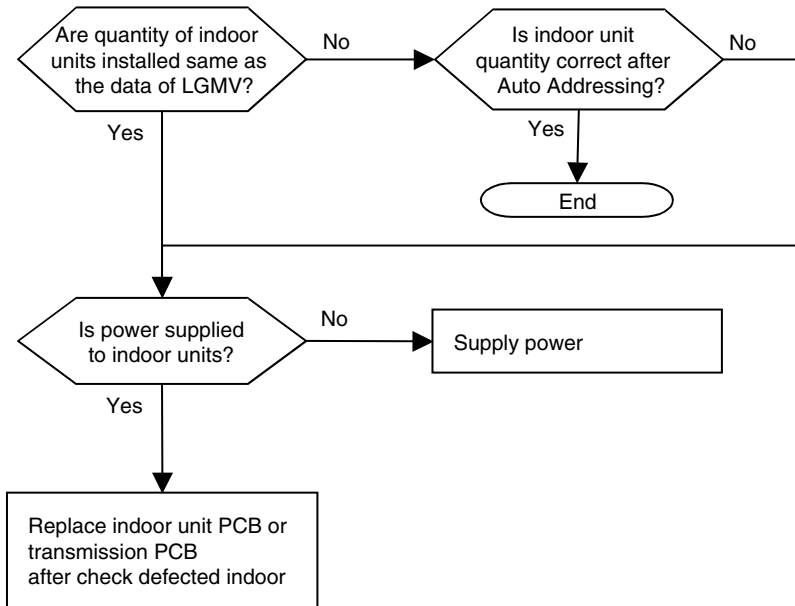 Are quantity of indoor
units installed same as
the data of LGMV?
No
Is indoor unit
quantity correct after
Auto Addressing?
No
Yes
Yes
End
Is power supplied
to indoor units?
No
Supply power
Yes
Replace indoor unit PCB or
transmission PCB
after check defected indoor